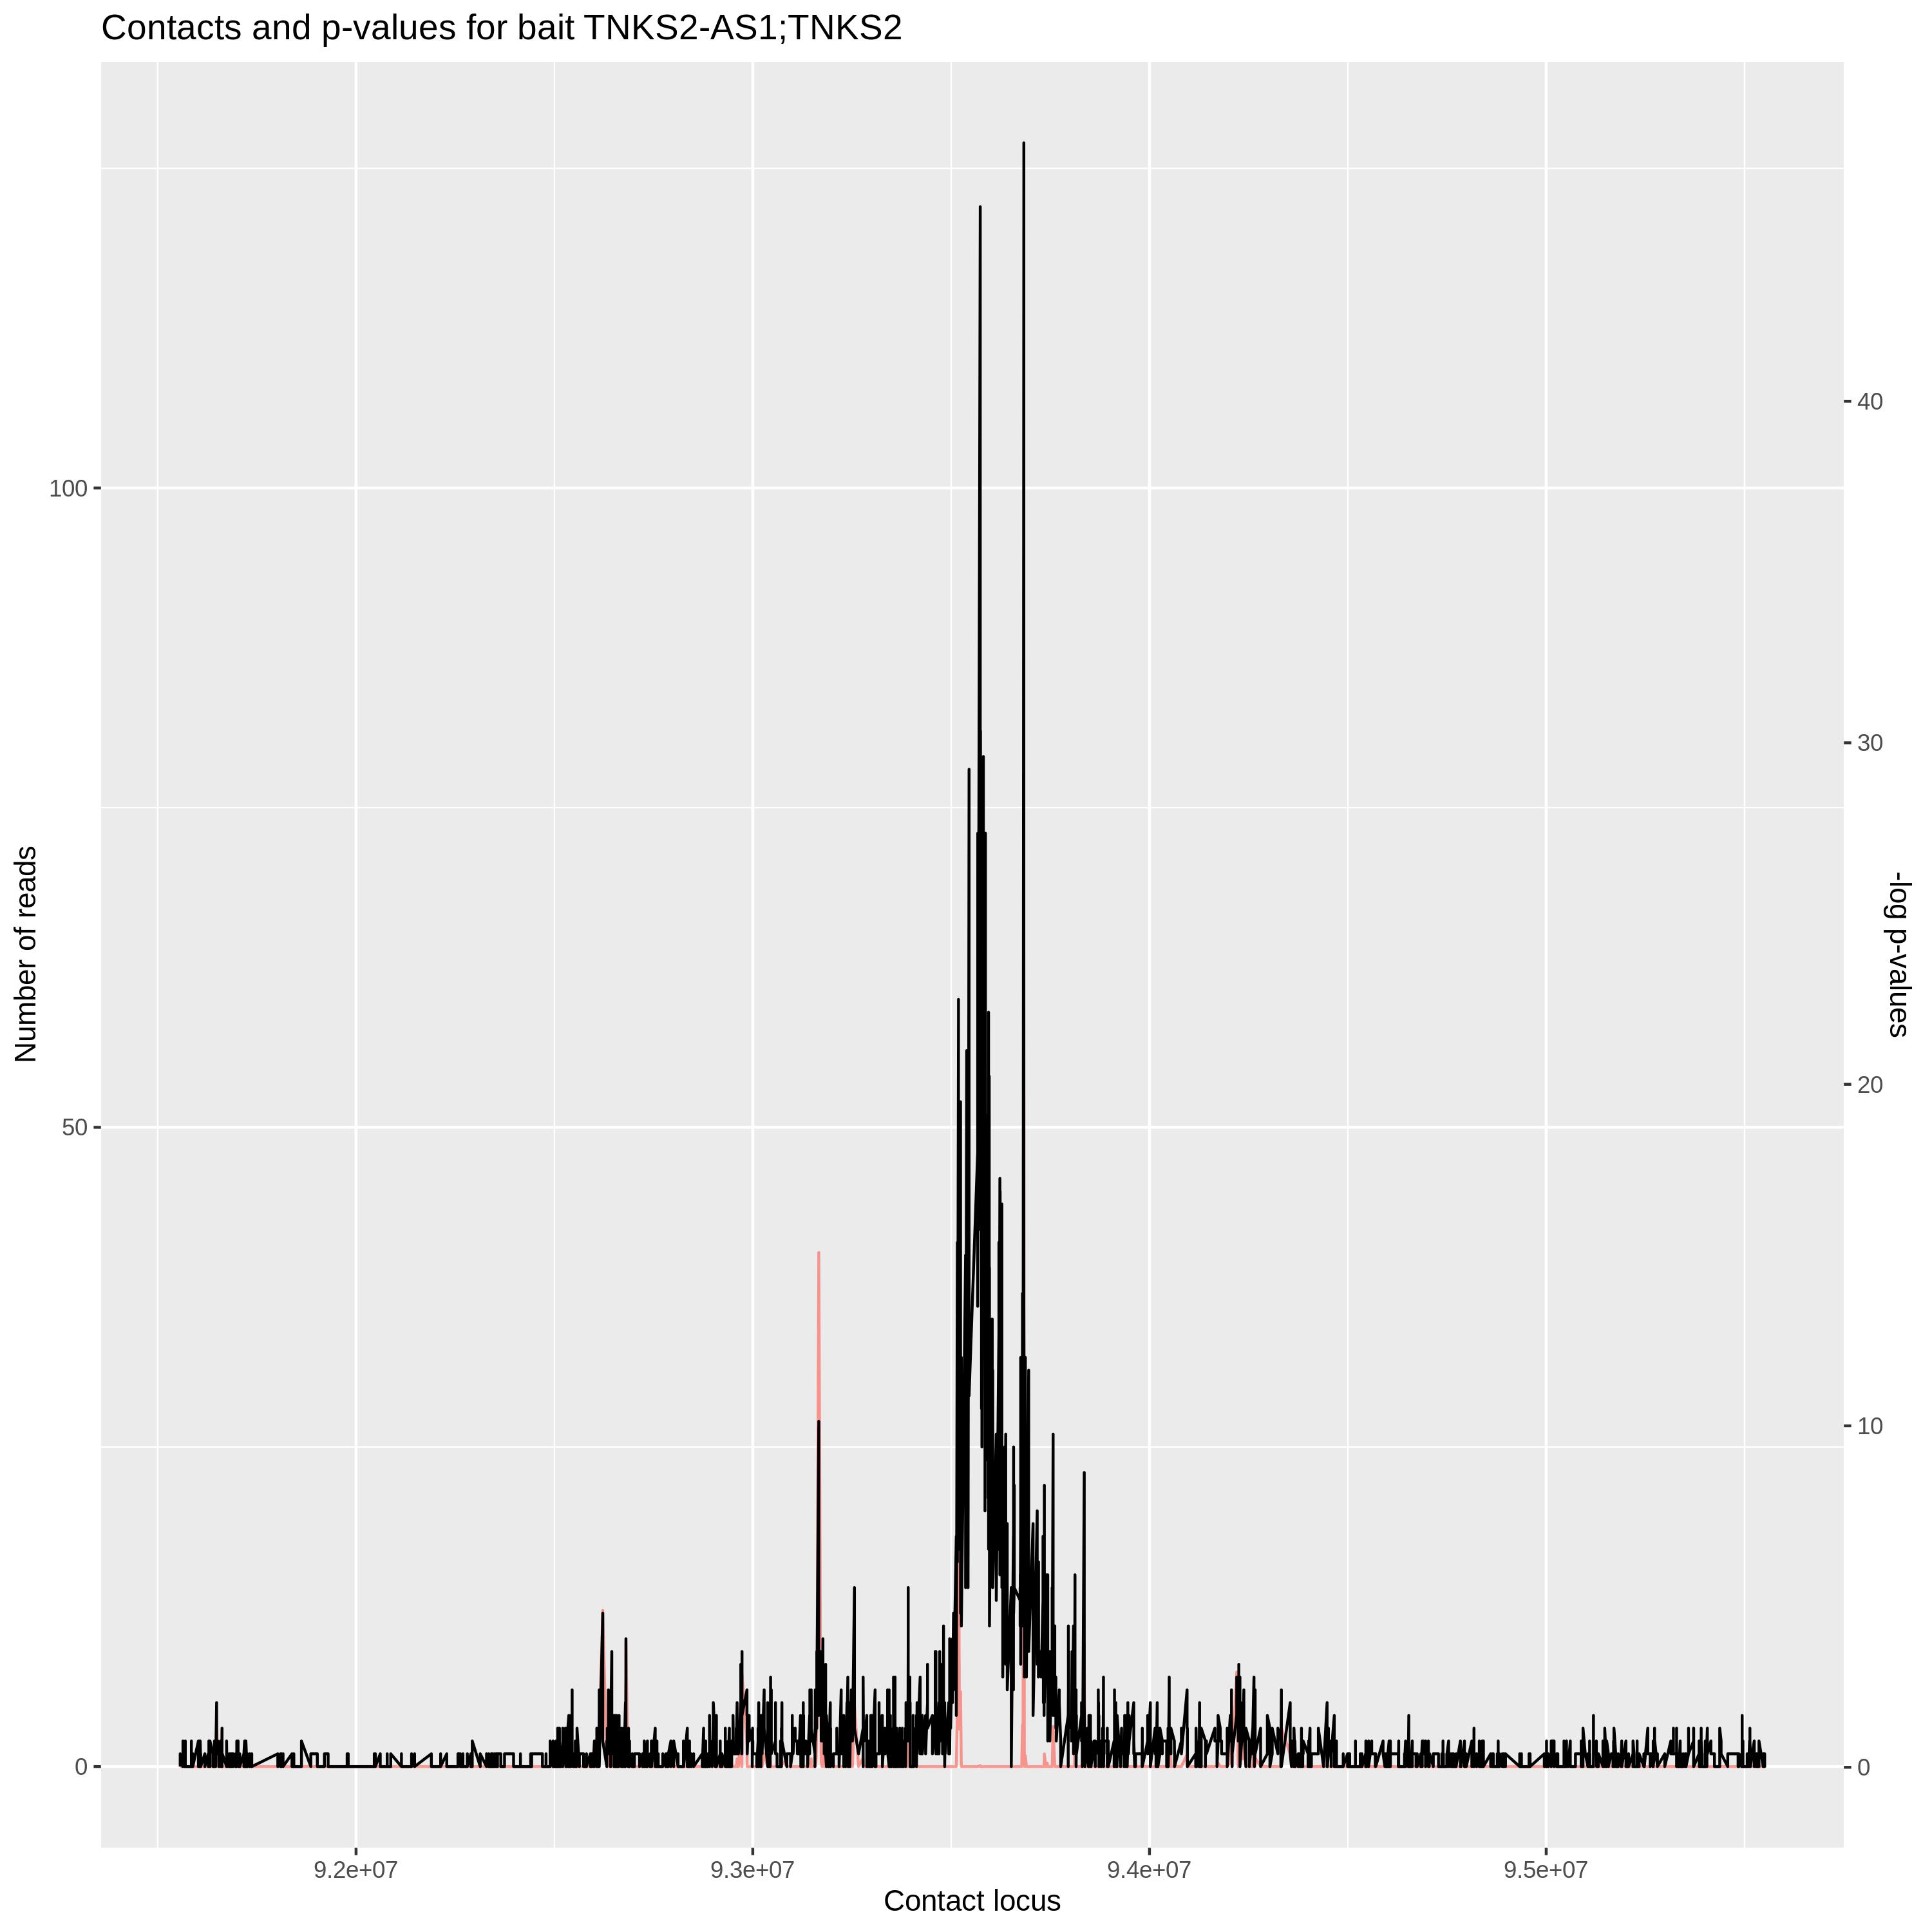 Contacts and p-values for bait TNKS2-AS1;TNKS2
100
50
0
Number of reads
40
30
20
10
0
-log p-values
9.2e+07
9.3e+07
9.4e+07
9.5e+07
Contact locus